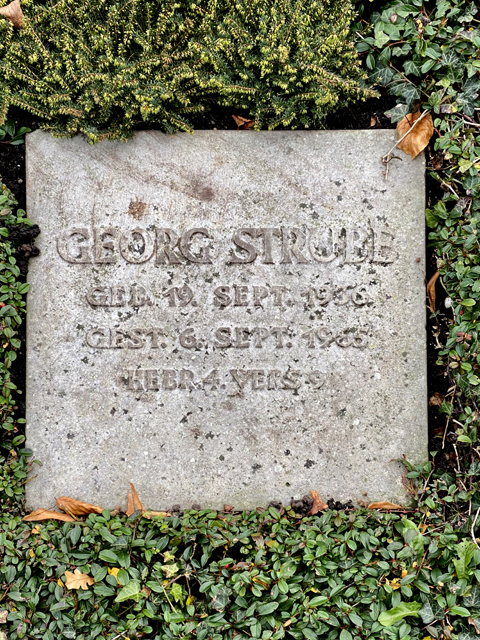 GEORG STRUBE
GEB. 19. SEPT.
GEST. 6. SEPT.
HEBR. 4. VERS 9